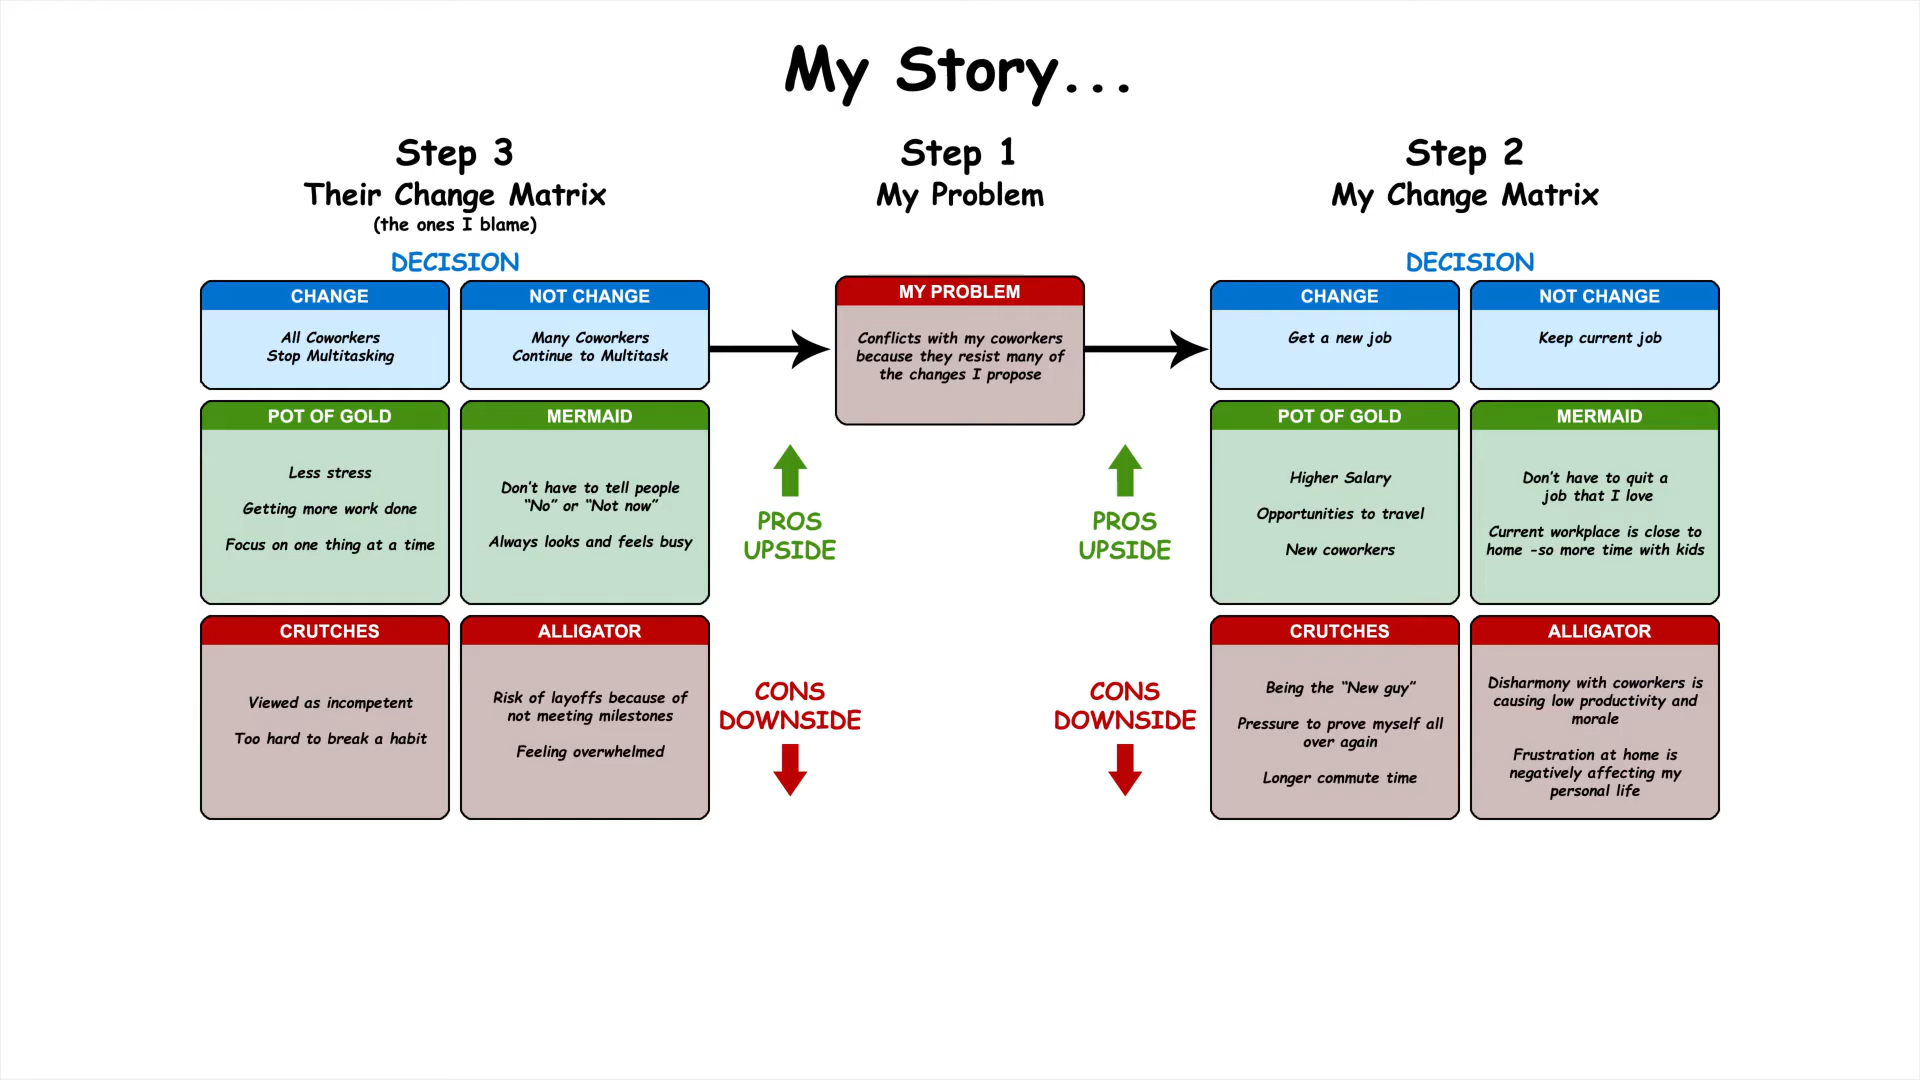 My Story...
Step 3
Their Change Matrix
(the ones I blame)
DECISION
CHANGE
All Coworkers
Stop Multitasking
NOT CHANGE
Many Coworkers
Continue to Multitask
POT OF GOLD
Less stress
Getting more work done
Focus on one thing at a time
MERMAID
Don't have to tell people
“No” or “Not now”
Always looks and feels busy
CRUTCHES
Viewed as incompetent
Too hard to break a habit
ALLIGATOR
Risk of layoffs because of
not meeting milestones
Feeling overwhelmed
PROS
UPSIDE
CONS
DOWNSIDE
Step 1
My Problem
MY PROBLEM
Conflicts with my coworkers
because they resist many of
the changes I propose
PROS
UPSIDE
CONS
DOWNSIDE
Step 2
My Change Matrix
DECISION
CHANGE
Get a new job
NOT CHANGE
Keep current job
POT OF GOLD
Higher Salary
Opportunities to travel
New coworkers
MERMAID
Don't have to quit a
job that I love
Current workplace is close to
home -so more time with kids
CRUTCHES
Being the “New guy”
Pressure to prove myself all
over again
Longer commute time
ALLIGATOR
Disharmony with coworkers is
causing low productivity and
morale
Frustration at home is
negatively affecting my
personal life